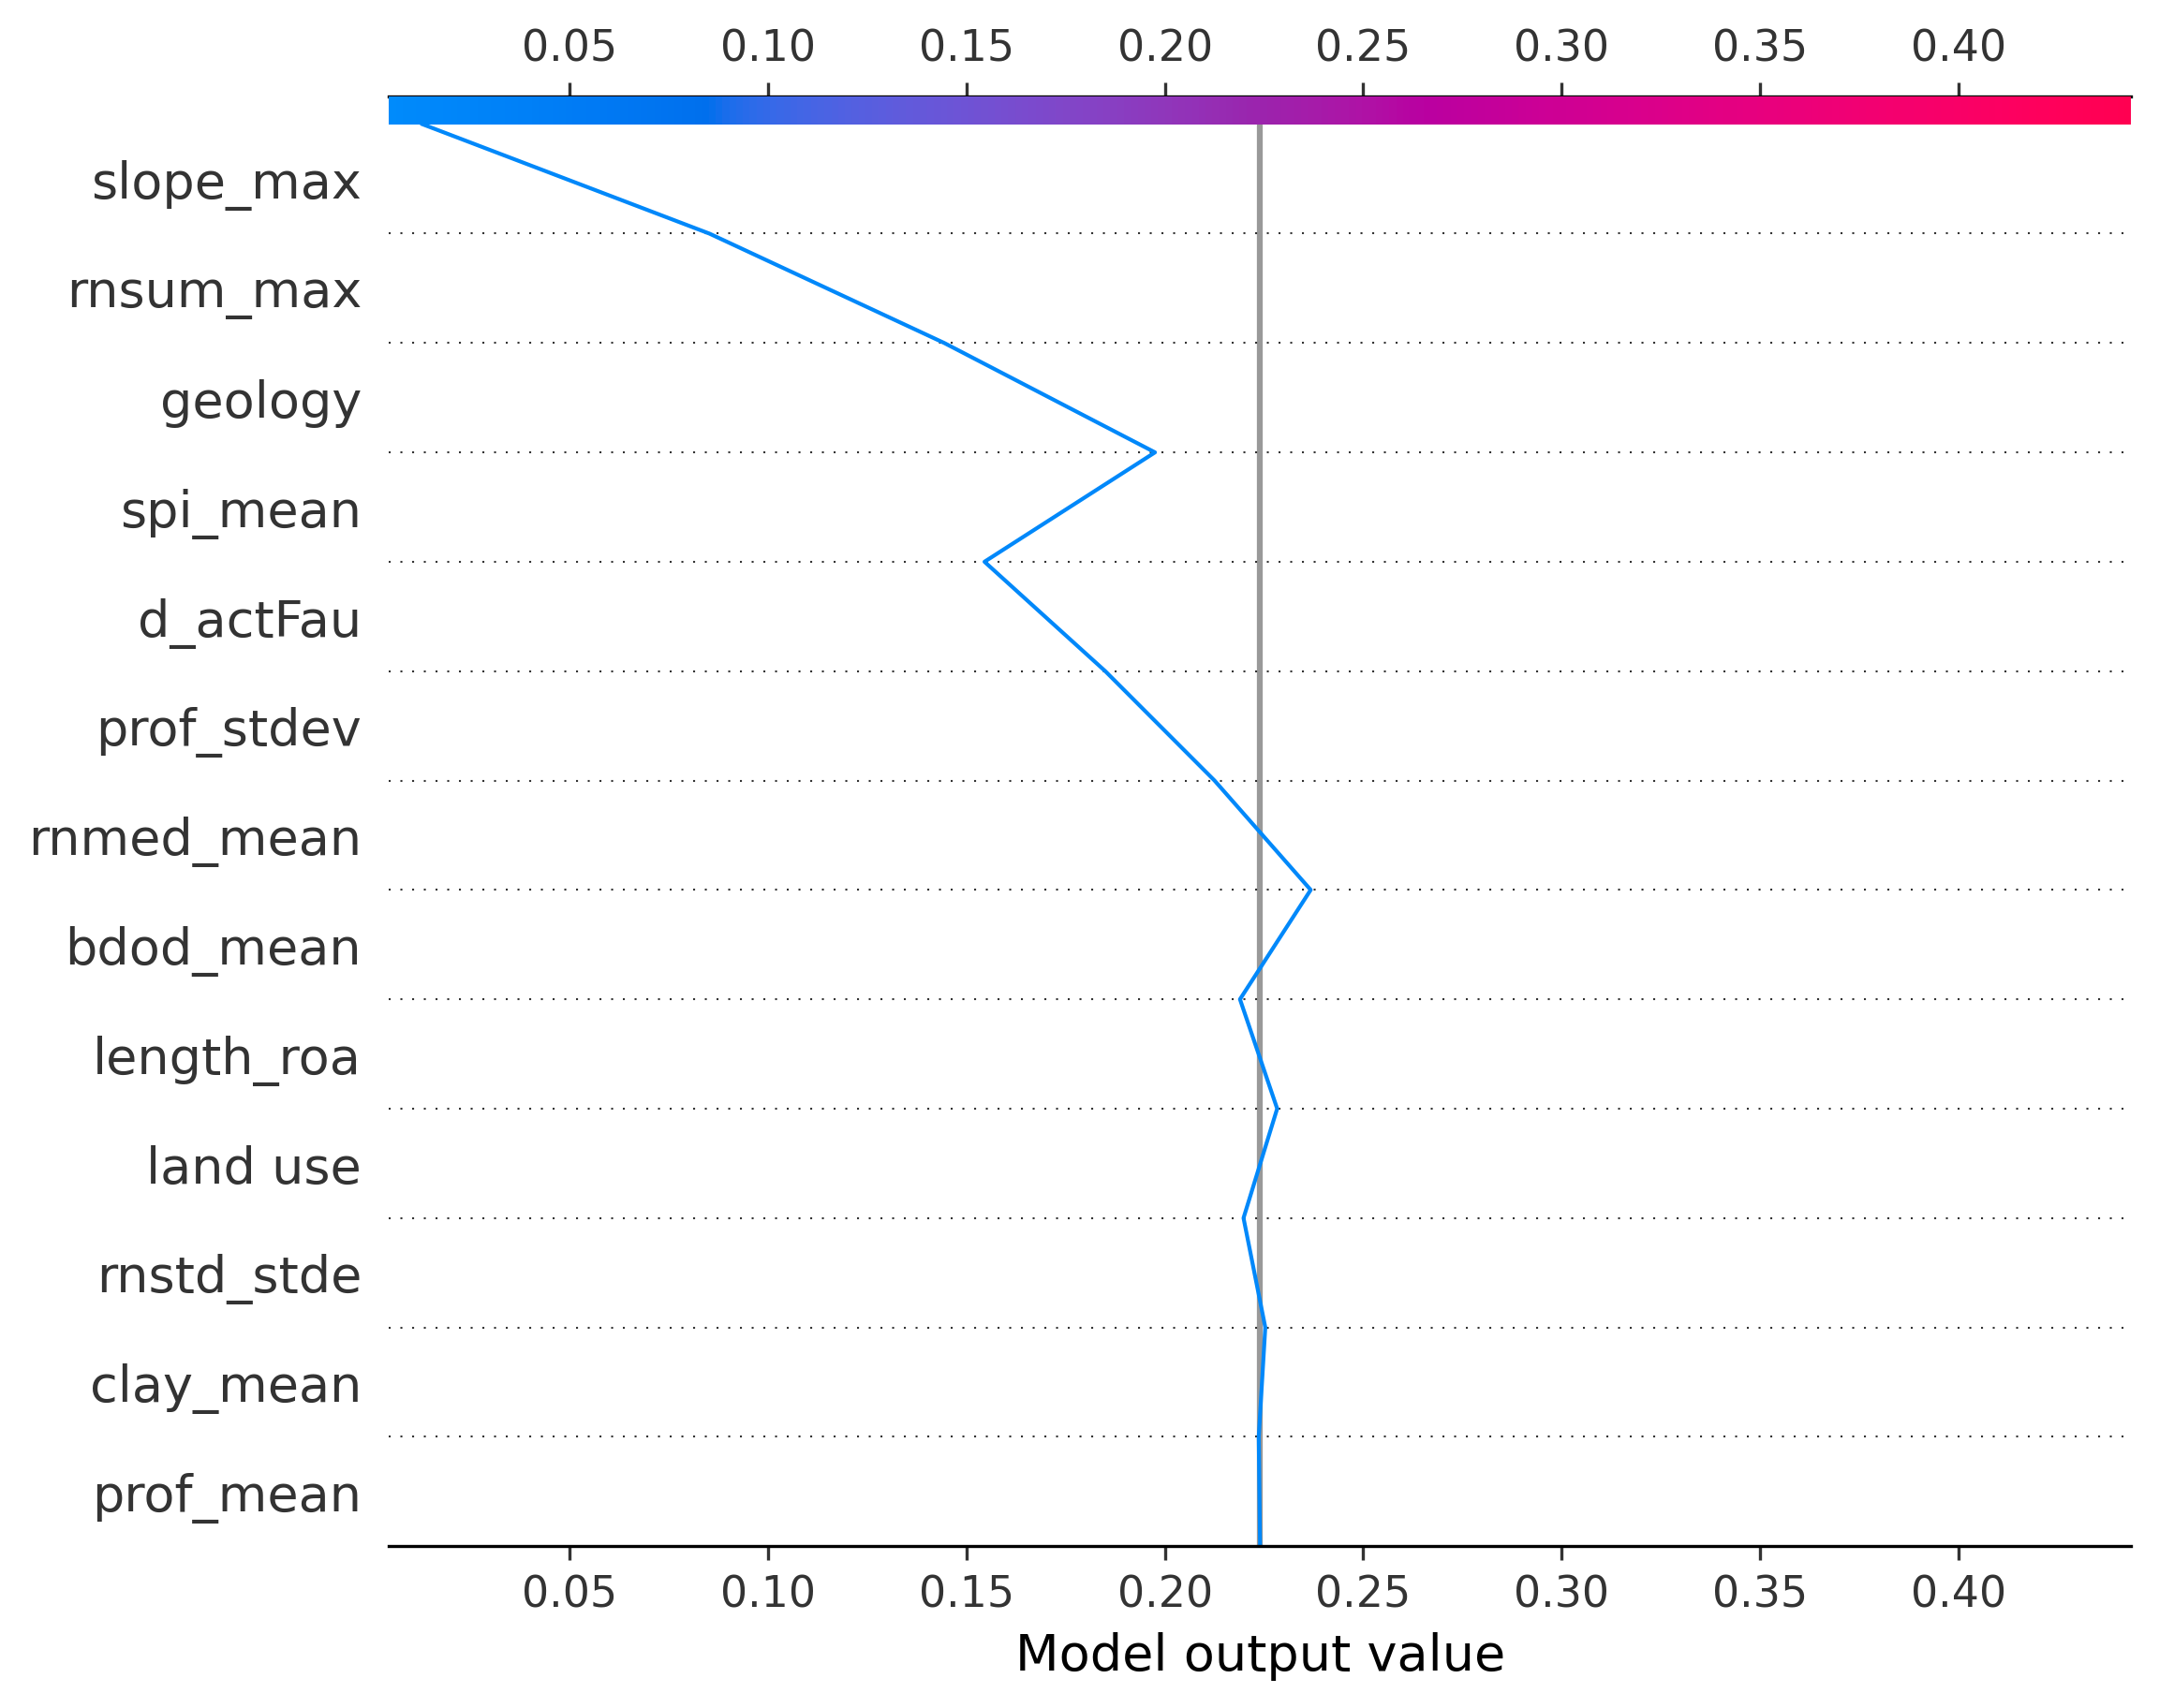 0.05 0.10 0.15 0.20 0.25 0.30 0.35 0.40
slope_max
rnsum_max
geology
spi_mean
d_actFau
prof_stdev
rnmed_mean
bdod_mean
length_roa
land use
rnstd_stde
clay_mean
prof_mean
0.05 0.10 0.15 0.20 0.25 0.30 0.35 0.40
Model output value